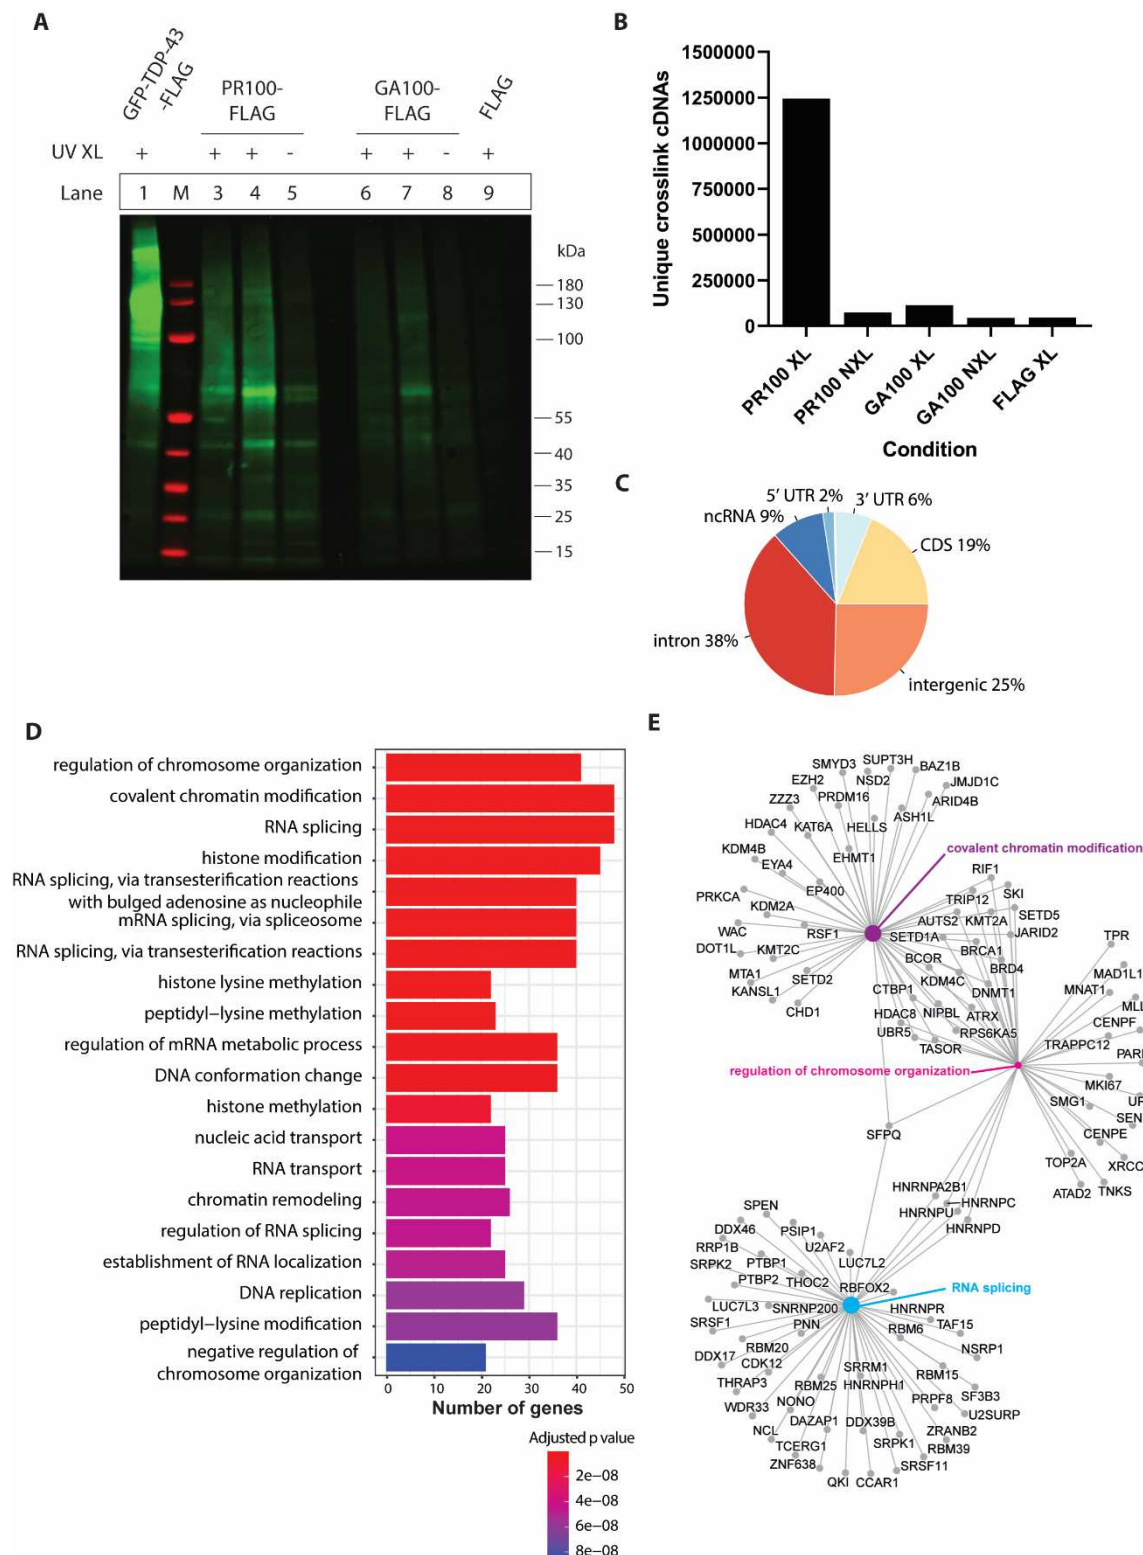 A
GFP-TDP-43
-FLAG
PR100-
FLAG
GA100-
FLAG
FLAG
UV XL + + + - + + - +
Lane 1 M 3 4 5 6 7 8 9
kDa
180
130
100
55
40
35
25
15
B
Unique crosslink cDNAs
1500000
1250000
1000000
750000
500000
250000
0
PR100 XL
PR100 NXL
GA100 XL
GA100 NXL
FLAG XL
Condition
C
5′ UTR 2%
3′ UTR 6%
ncRNA 9%
CDS 19%
intron 38%
intergenic 25%
D
regulation of chromosome organization
covalent chromatin modification
RNA splicing
histone modification
RNA splicing, via transesterification reactions
with bulged adenosine as nucleophile
mRNA splicing, via spliceosome
RNA splicing, via transesterification reactions
histone lysine methylation
peptidyl−lysine methylation
regulation of mRNA metabolic process
DNA conformation change
histone methylation
nucleic acid transport
RNA transport
chromatin remodeling
regulation of RNA splicing
establishment of RNA localization
DNA replication
peptidyl−lysine modification
negative regulation of
chromosome organization
0 10 20 30 40 50
Number of genes
Adjusted p value
2e−08
4e−08
6e−08
8e−08
E
SMYD3
SUPT3H
BAZ1B
EZH2
NSD2
JMJD1C
ZZZ3
PRDM16
ARID4B
HDAC4
KAT6A
HELLS
ASH1L
KDM4B
EHMT1
covalent chromatin modification
EYA4
RIF1
PRKCA
EP400
TRIP12
SKI
KDM2A
AUTS2
KMT2A
SETD5
WAC
RSF1
SETD1A
BRCA1
JARID2
TPR
DOT1L
KMT2C
BCOR
BRD4
MAD1L1
MTA1
SETD2
KDM4C
MNAT1
KANSL1
CTBP1
DNMT1
MLL
CHD1
HDAC8
NIPBL
ATRX
CENPF
UBR5
RPS6KA5
TRAPPC12
TASOR
PAR
regulation of chromosome organization
MKI67
SMG1
UP
SEN
SFPQ
CENPE
TOP2A
XRCC
HNRNPA2B1
ATAD2
TNKS
HNRNPC
HNRNPU
HNRNPD
SPEN
DDX46
PSIP1
RRP1B
U2AF2
SRPK2
PTBP1
LUC7L2
PTBP2
THOC2
RBFOX2
RNA splicing
LUC7L3
SNRNP200
HNRNPR
SRSF1
PNN
RBM6
TAF15
DDX17
RBM20
NSRP1
CDK12
SRRM1
RBM15
THRAP3
RBM25
HNRNPH1
SF3B3
WDR33
NONO
PRPF8
U2SURP
NCL
DAZAP1
DDX39B
ZRANB2
TCERG1
SRPK1
RBM39
ZNF638
SRSF11
QKI
CCAR1